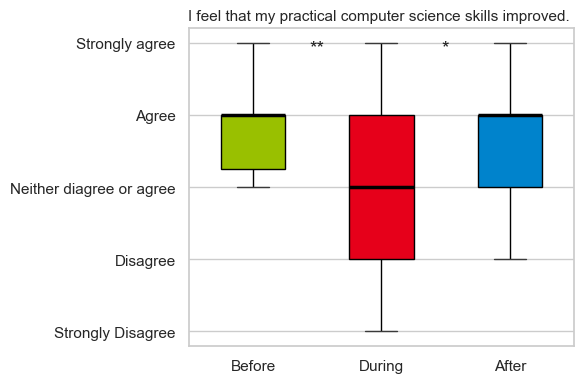 I feel that my practical computer science skills improved.
Strongly agree
**
*
Agree
Neither diagree or agree
Disagree
Strongly Disagree
Before
During
After